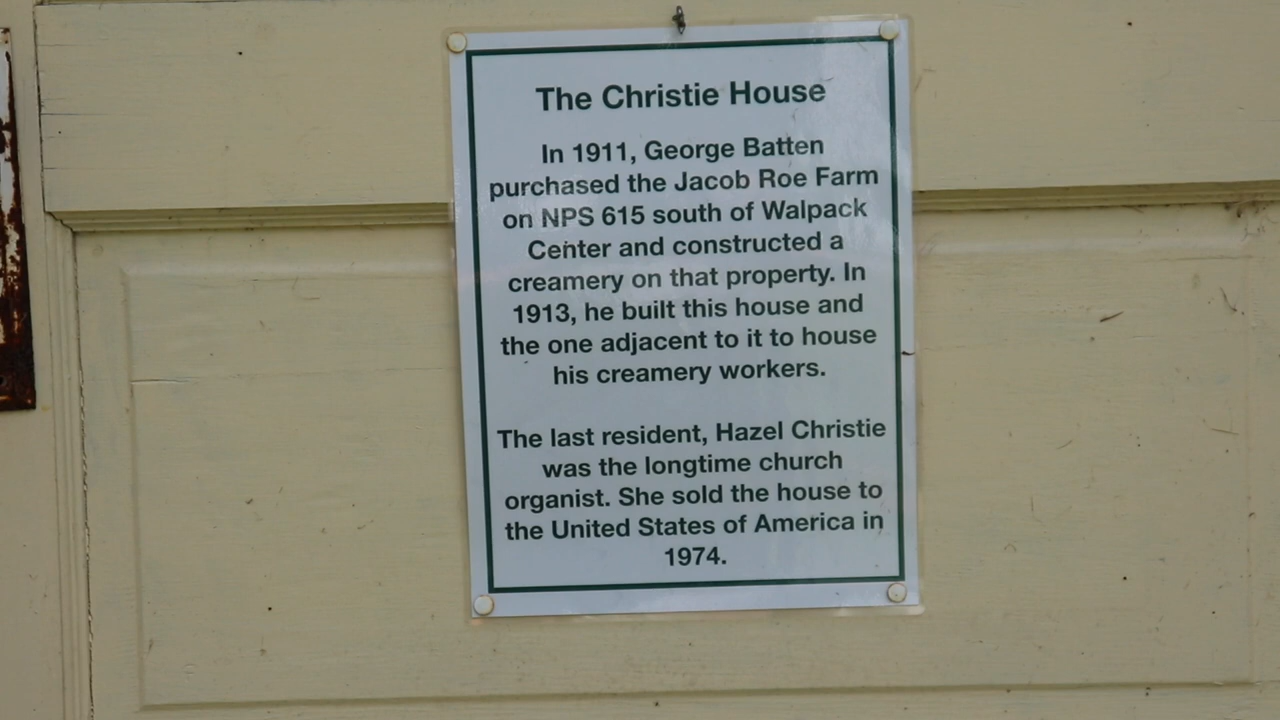 The Christie House
In 1911, George Batten
purchased the Jacob Roe Farm
on NPS 615 south of Walpack
Center and constructed a
creamery on that property. In
1913, he built this house and
the one adjacent to it to house
his creamery workers.
The last resident, Hazel Christie
was the longtime church
organist. She sold the house to
the United States of America in
1974.